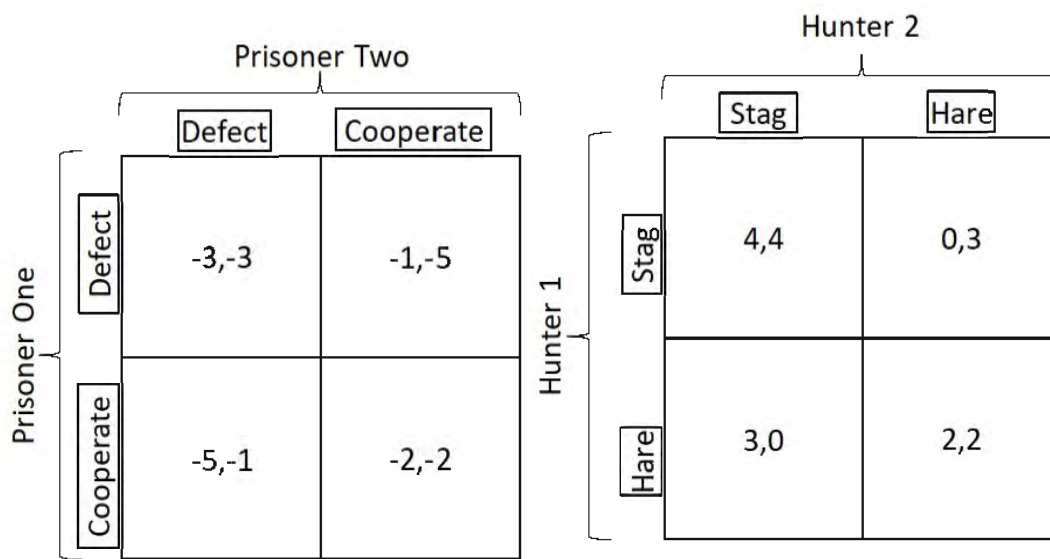 Prisoner Two
Defect Cooperate
Prisoner One
Defect
-3,-3 -1,-5
Cooperate
-5,-1 -2,-2
Hunter 2
Stag Hare
Hunter 1
Stag
4,4 0,3
Hare
3,0 2,2